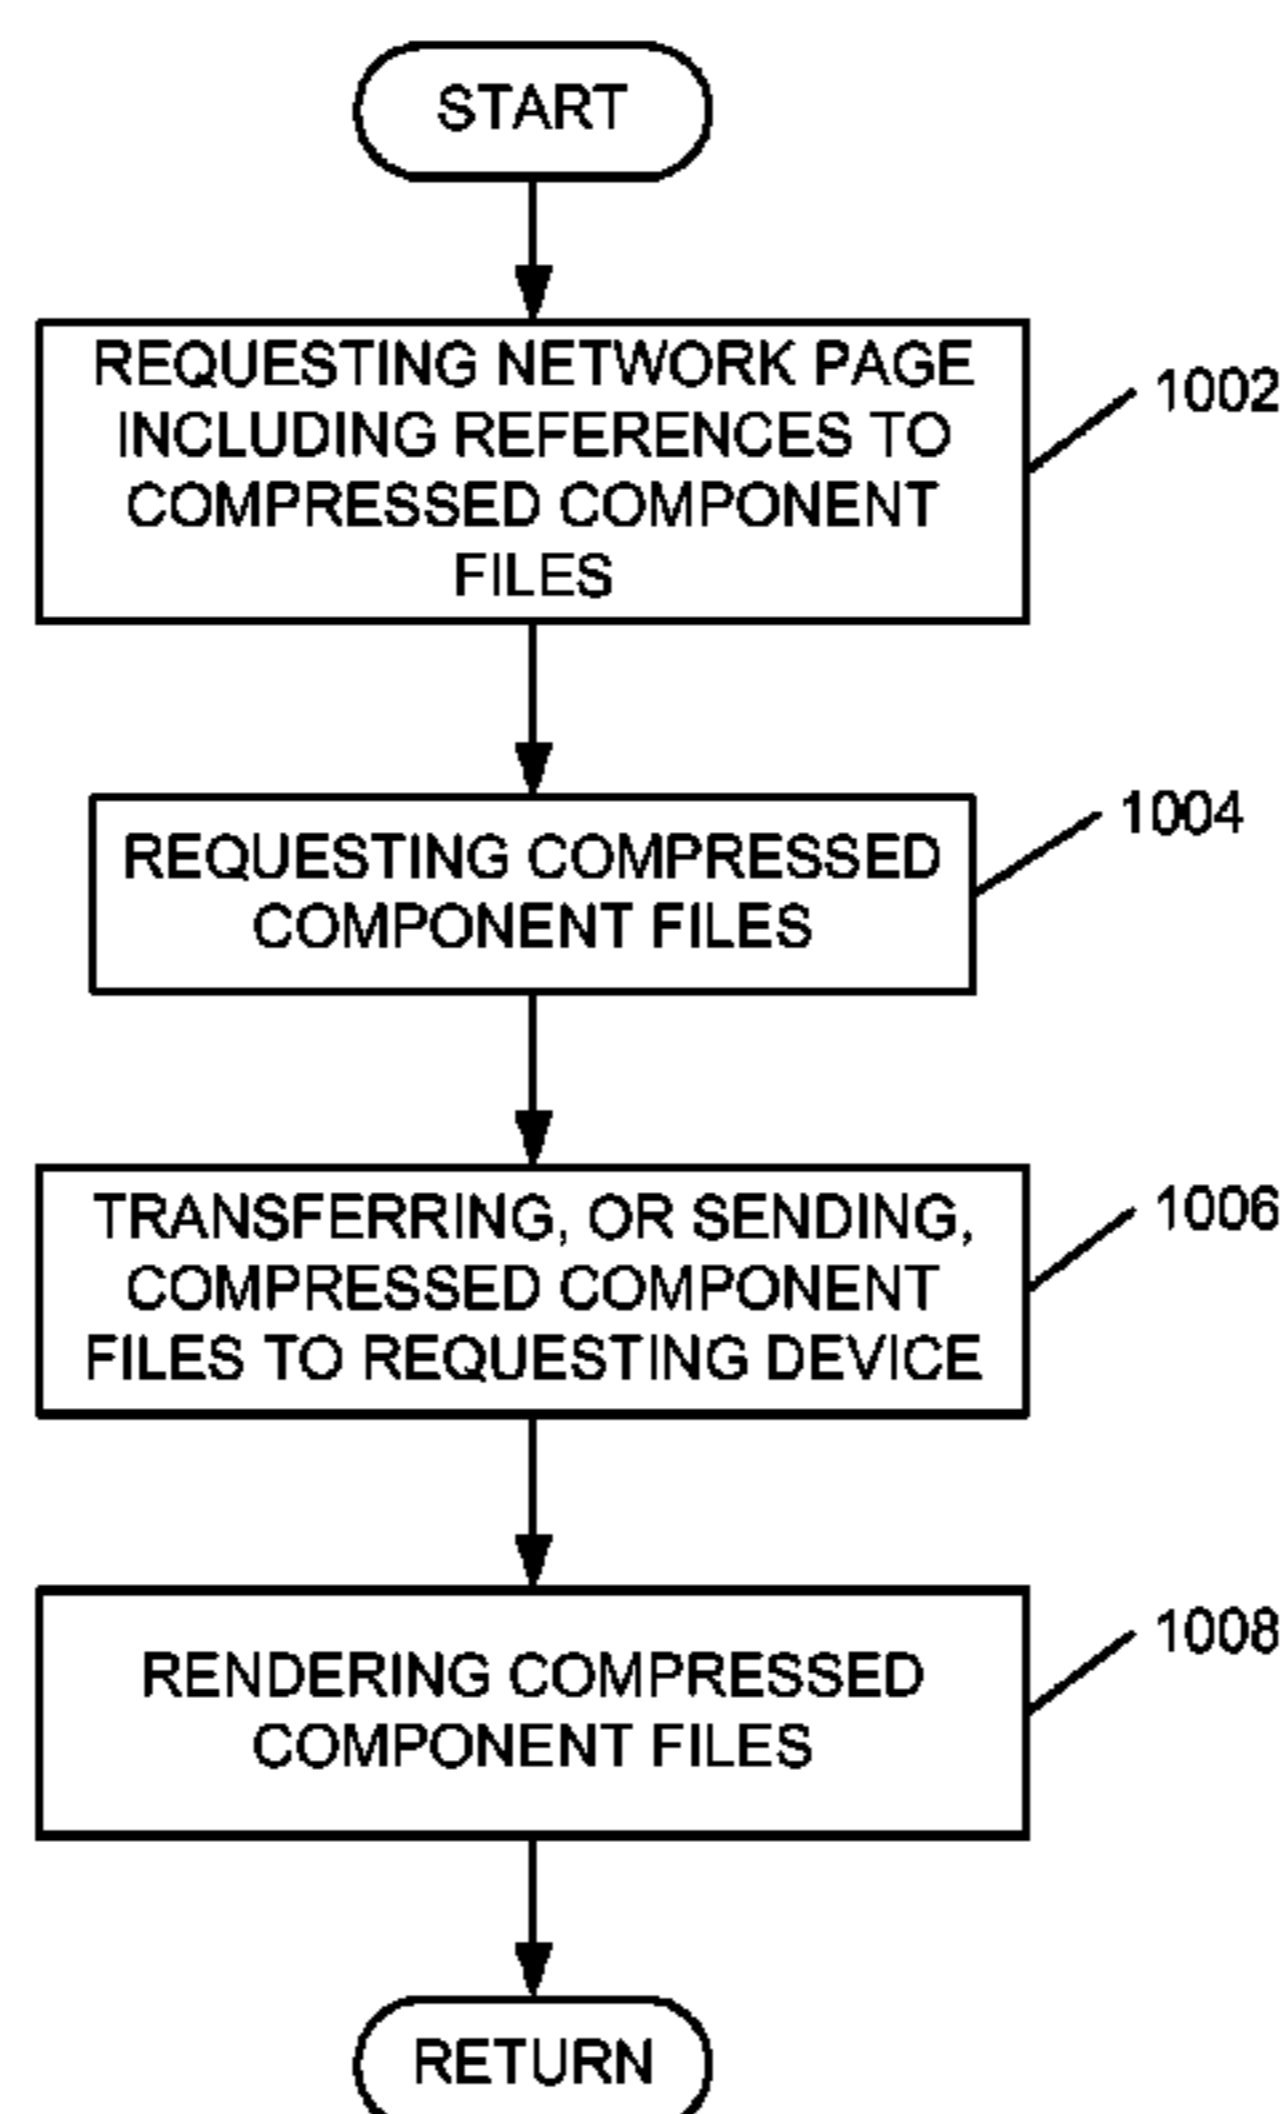 START
REQUESTING NETWORK PAGE
INCLUDING REFERENCES TO
COMPRESSED COMPONENT
FILES
1002
REQUESTING COMPRESSED
COMPONENT FILES
1004
TRANSFERRING, OR SENDING,
COMPRESSED COMPONENT
FILES TO REQUESTING DEVICE
1006
RENDERING COMPRESSED
COMPONENT FILES
1008
RETURN